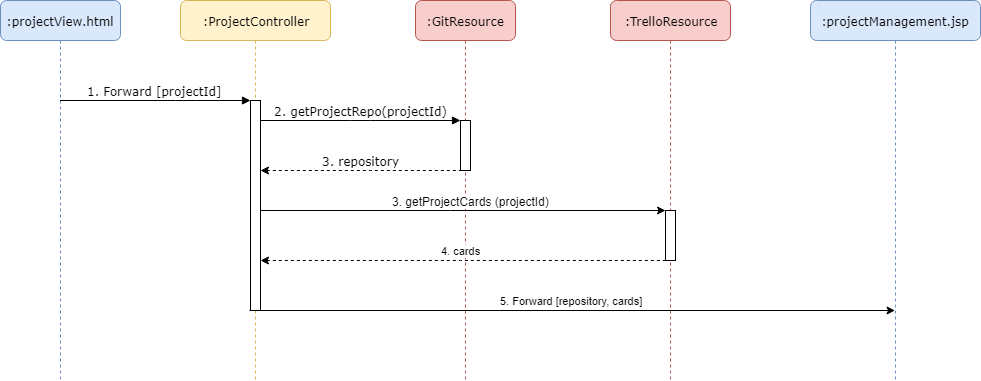 :projectView.html
:ProjectController
:GitResource
:TrelloResource
:projectManagement.jsp
1. Forward [projectId]
2. getProjectRepo(projectId)
3. repository
3. getProjectCards (projectId)
4. cards
5. Forward [repository, cards]